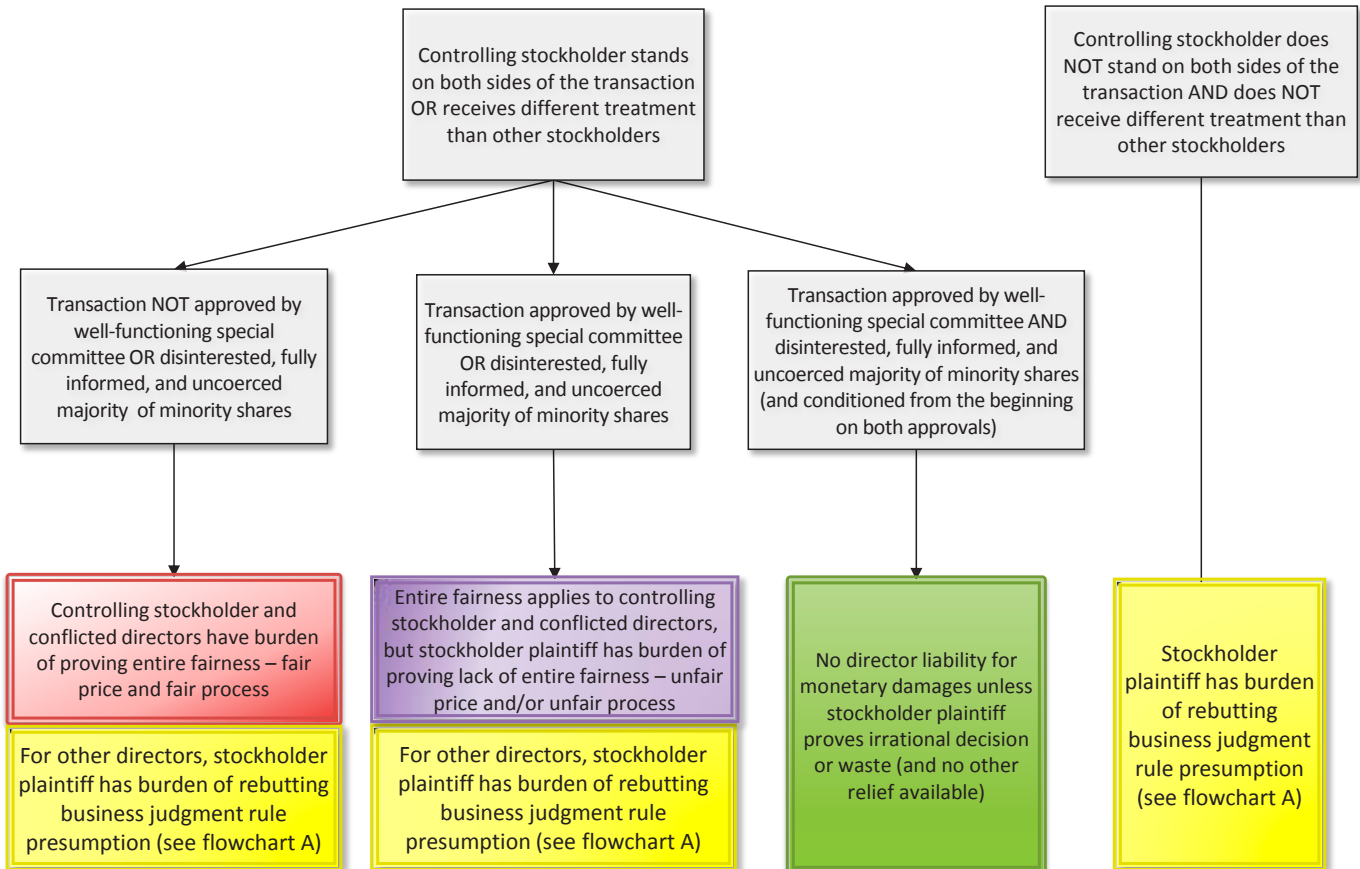 Controlling stockholder stands
on both sides of the transaction
OR receives different treatment
than other stockholders
Controlling stockholder does
NOT stand on both sides of the
transaction AND does NOT
receive different treatment than
other stockholders
Transaction NOT approved by
well-functioning special
committee OR disinterested, fully
informed, and uncoerced
majority of minority shares
Transaction approved by well-
functioning special committee
OR disinterested, fully
informed, and uncoerced
majority of minority shares
Transaction approved by well-
functioning special committee AND
disinterested, fully informed, and
uncoerced majority of minority shares
(and conditioned from the beginning
on both approvals)
Controlling stockholder and
conflicted directors have burden
of proving entire fairness – fair
price and fair process
For other directors, stockholder
plaintiff has burden of rebutting
business judgment rule
presumption (see flowchart A)
Entire fairness applies to controlling
stockholder and conflicted directors,
but stockholder plaintiff has burden of
proving lack of entire fairness – unfair
price and/or unfair process
For other directors, stockholder
plaintiff has burden of rebutting
business judgment rule
presumption (see flowchart A)
No director liability for
monetary damages unless
stockholder plaintiff
proves irrational decision
or waste (and no other
relief available)
Stockholder
plaintiff has burden
of rebutting
business judgment
rule presumption
(see flowchart A)